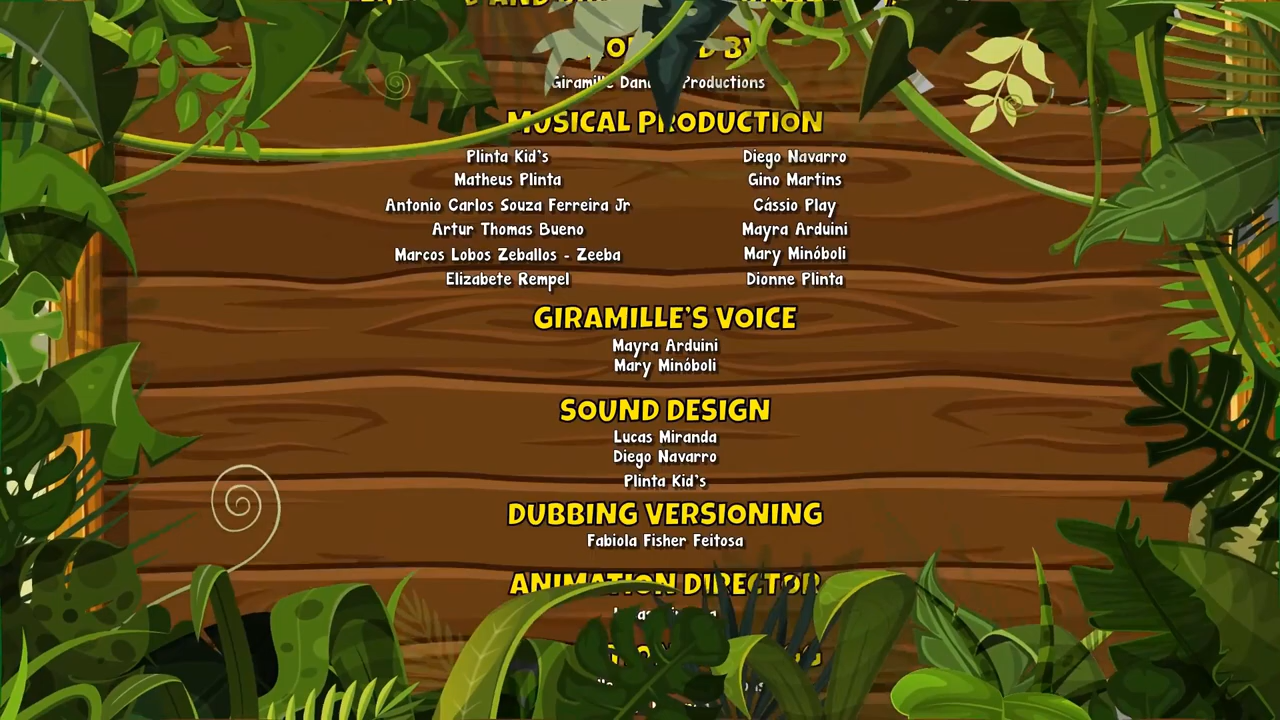 BY
Giramille Productions
MUSICAL PRODUCTION
Plinta Kid's Diego Navarro
Matheus Plinta Gino Martins
Antonio Carlos Souza Ferreira Jr Cássio Play
Artur Thomas Bueno Mayra Arduini
Marcos Lobos Zeballos - Zeeba Mary Minóboli
Elizabete Rempel Dionne Plinta
GIRAMILLE'S VOICE
Mayra Arduini
Mary Minóboli
SOUND DESIGN
Lucas Miranda
Diego Navarro
Plinta Kid's
DUBBING VERSIONING
Fabiola Fisher Feitosa
ANIMATION DIRECTOR